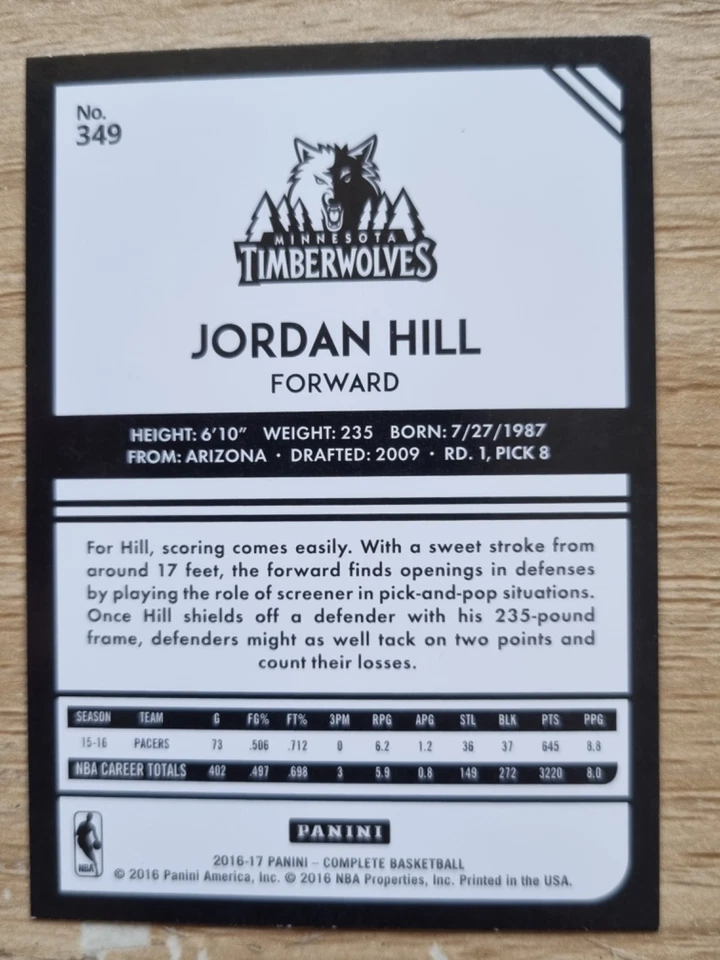 No.
349
MINNESOTA
TIMBERWOLVES
JORDAN HILL
FORWARD
HEIGHT: 6'10" WEIGHT: 235 BORN: 7/27/1987
FROM: ARIZONA • DRAFTED: 2009 • RD. 1, PICK 8
For Hill, scoring comes easily. With a sweet stroke from
around 17 feet, the forward finds openings in defenses
by playing the role of screener in pick-and-pop situations.
Once Hill shields off a defender with his 235-pound
frame, defenders might as well tack on two points and
count their losses.
SEASON TEAM G FG% FT% 3PM RPG APG STL BLK PTS PPG
15-16 PACERS 73 .506 .712 0 6.2 1.2 36 37 645 8.8
NBA CAREER TOTALS 402 .497 .698 3 5.9 0.8 149 272 3220 8.0
PANINI
NBA
2016-17 PANINI – COMPLETE BASKETBALL
© 2016 Panini America, Inc. © 2016 NBA Properties, Inc. Printed in the USA.